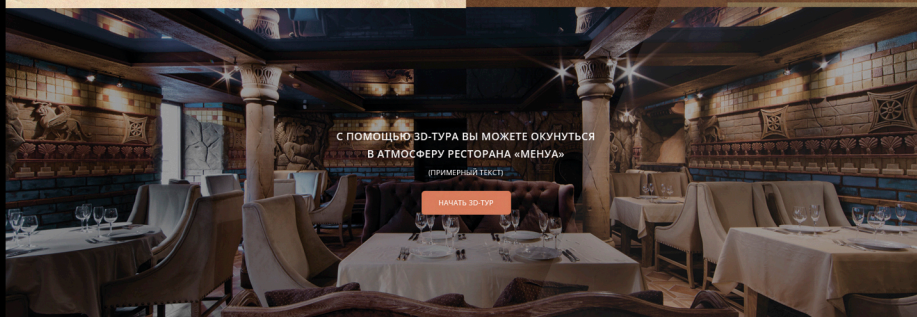 С ПОМОЩЬЮ 3D-ТУРА ВЫ МОЖЕТЕ ОКУНУТЬСЯ
В АТМОСФЕРУ РЕСТОРАНА «МЕНУА»
(ПРИМЕРНЫЙ ТЕКСТ)
НАЧАТЬ 3D-ТУР